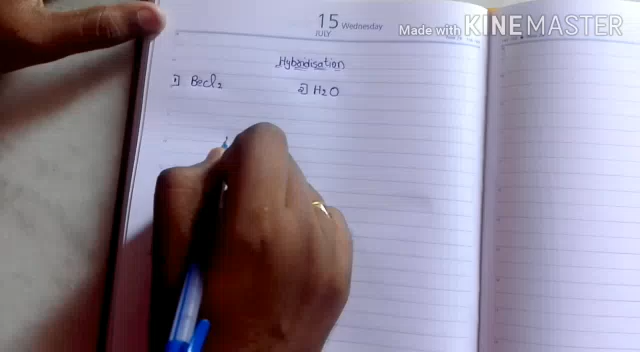 15 Wednesday
JULY
Made with KINEMASTER
Hybridisation
1] BeCl2
2] H2O